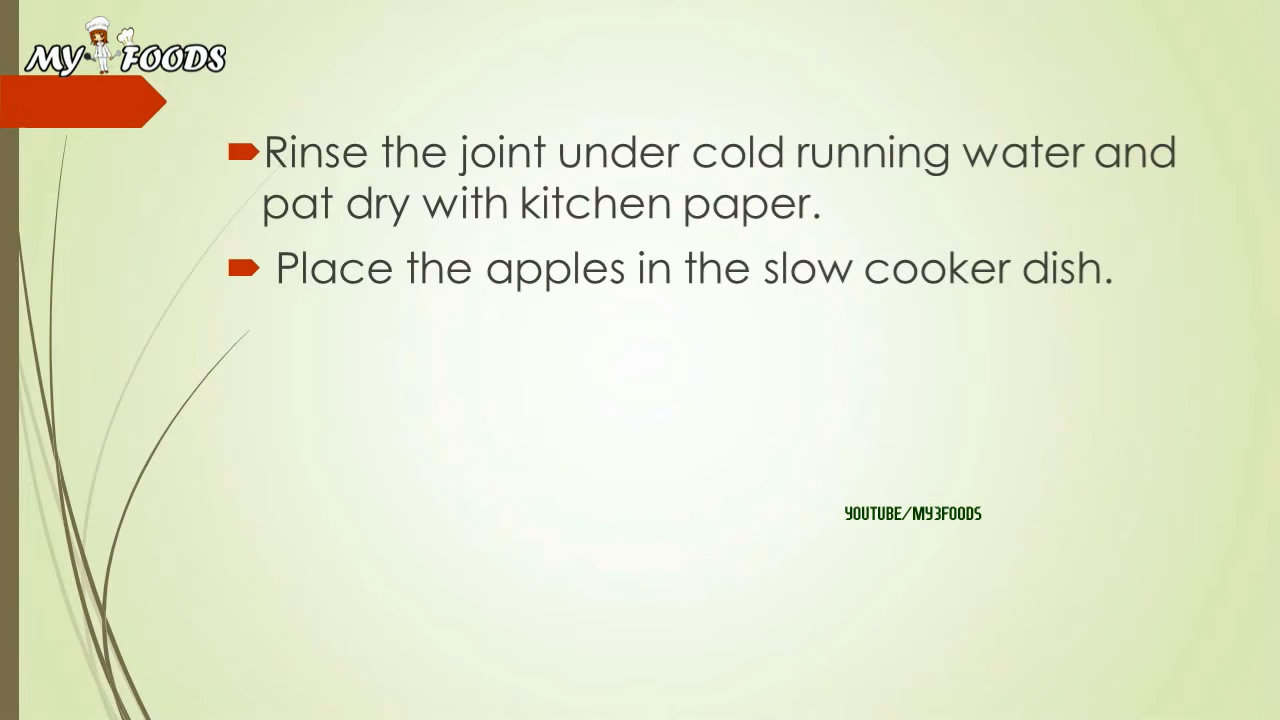 MY FOODS
Rinse the joint under cold running water and
pat dry with kitchen paper.
Place the apples in the slow cooker dish.
YOUTUBE/MY3FOODS